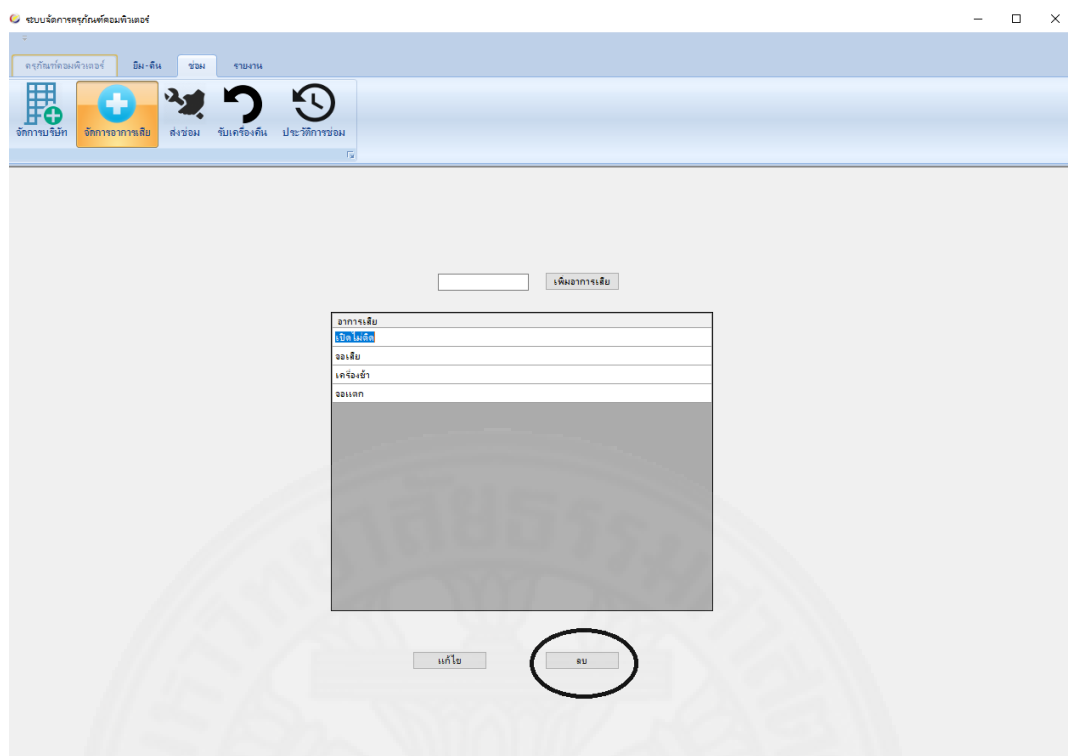 ระบบจัดการครุภัณฑ์คอมพิวเตอร์
ครุภัณฑ์คอมพิวเตอร์ ยืม-คืน ซ่อม รายงาน
จัดการบริษัท จัดการอาการเสีย ส่งซ่อม รับเครื่องคืน ประวัติการซ่อม
เพิ่มอาการเสีย
อาการเสีย
เปิดไม่ติด
จอเสีย
เครื่องช้า
จอแตก
แก้ไข ลบ